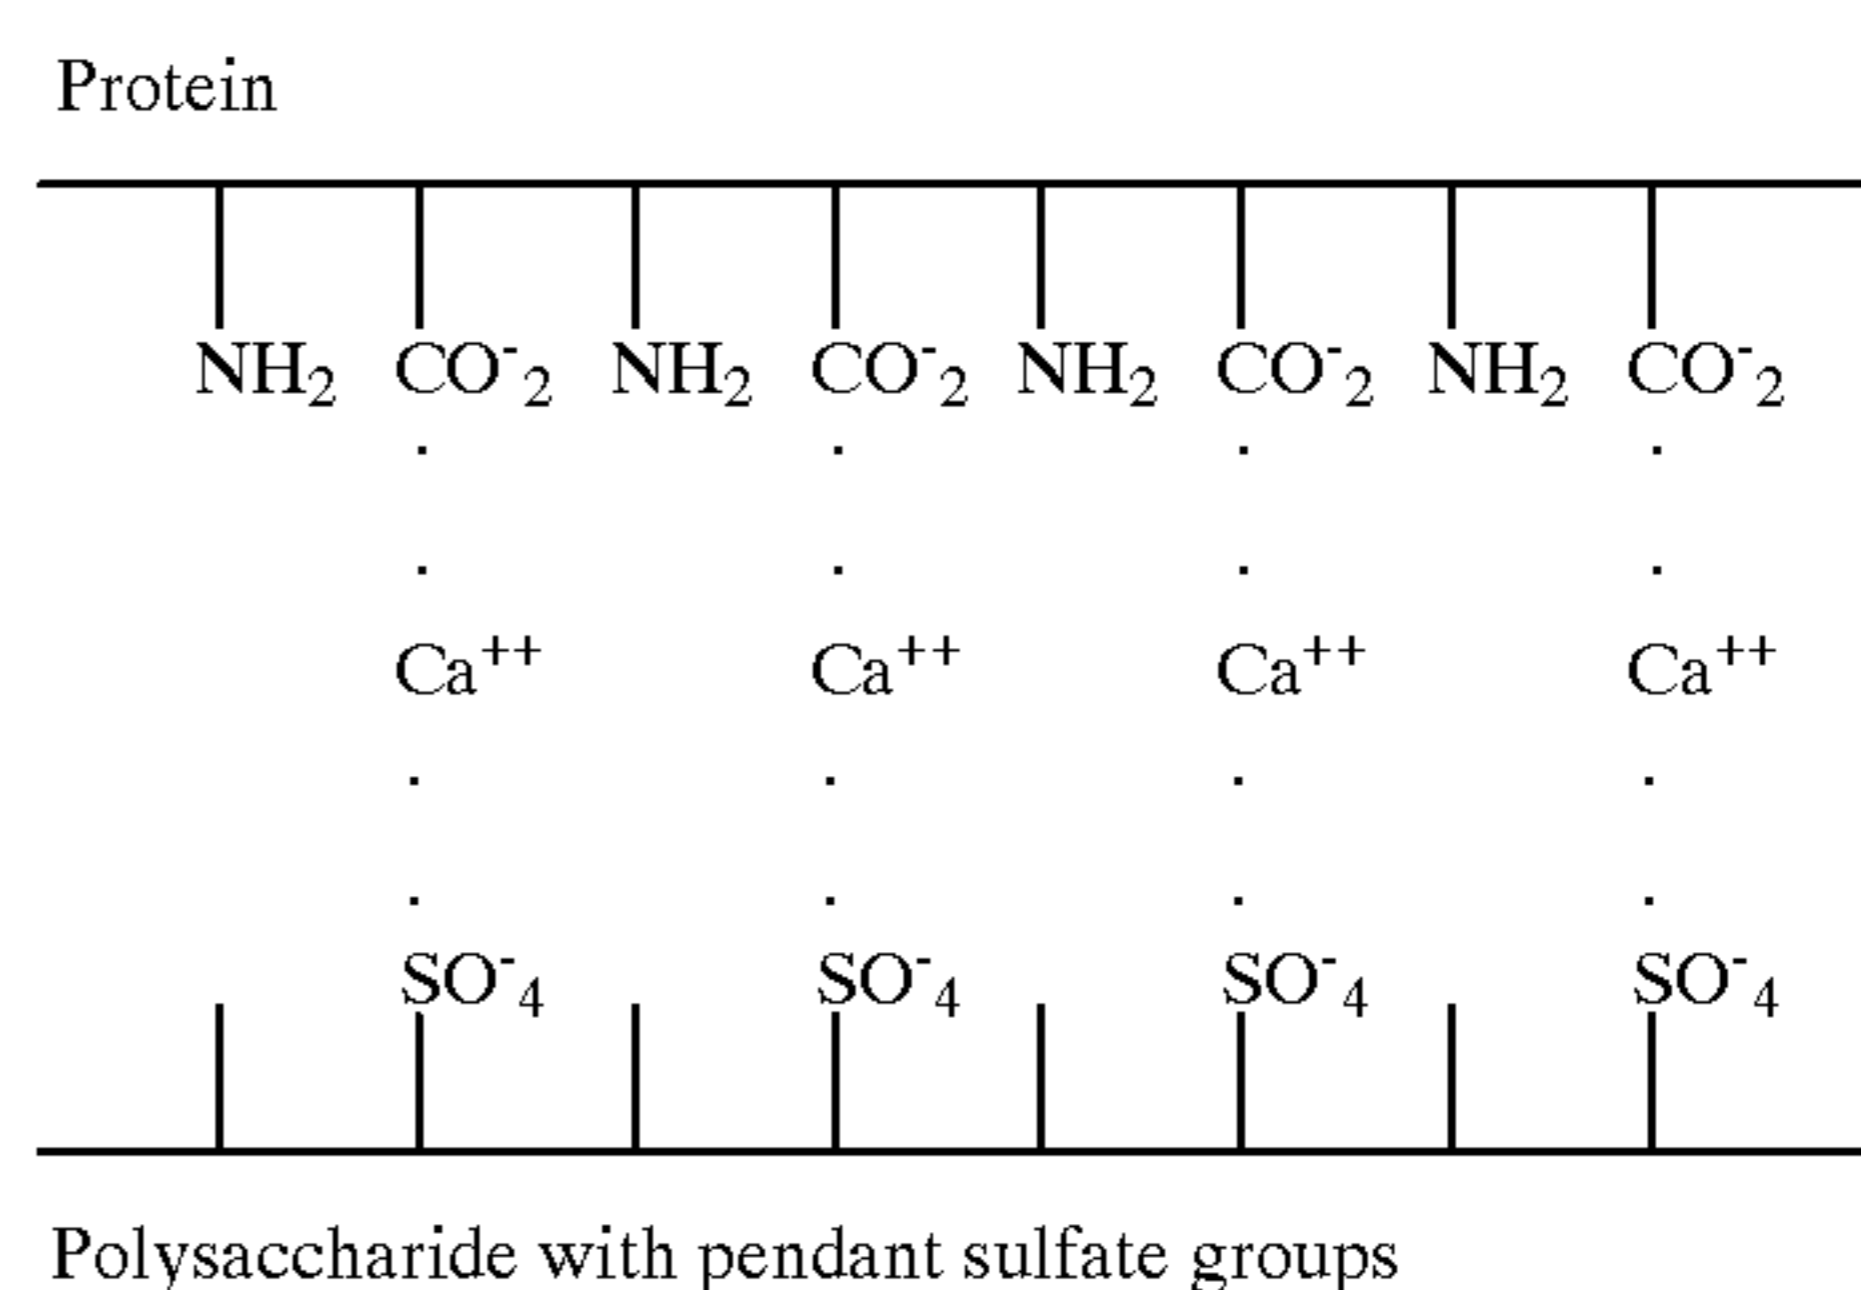 Protein
NH₂ CO⁻₂ NH₂ CO⁻₂ NH₂ CO⁻₂ NH₂ CO⁻₂
Ca⁺⁺ Ca⁺⁺ Ca⁺⁺ Ca⁺⁺
SO⁻₄ SO⁻₄ SO⁻₄ SO⁻₄
Polysaccharide with pendant sulfate groups